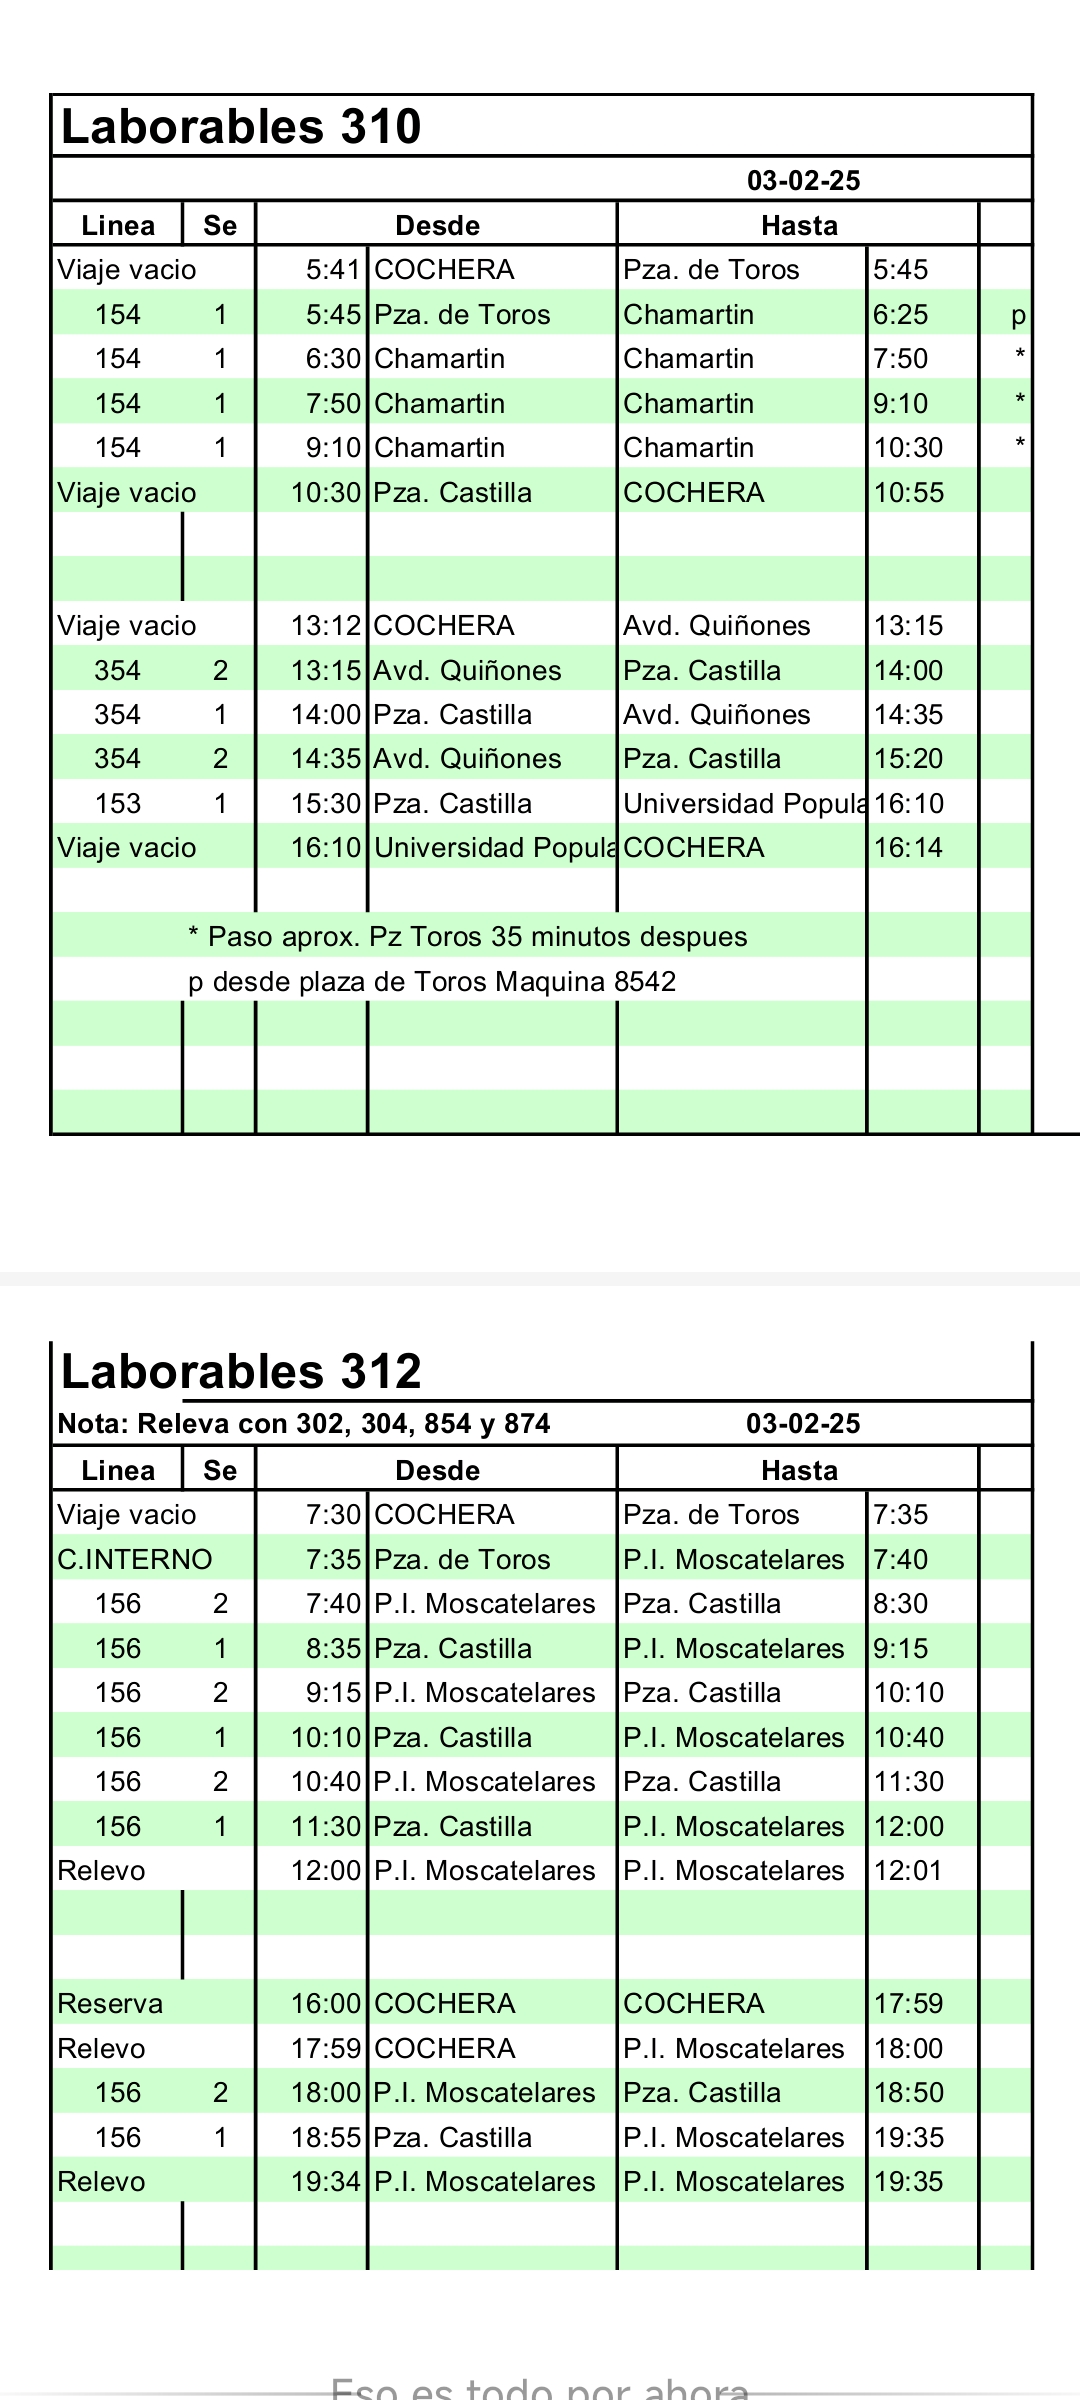 Laborables 310
03-02-25
Linea Se Desde Hasta
Viaje vacio 5:41 COCHERA Pza. de Toros 5:45
154 1 5:45 Pza. de Toros Chamartin 6:25 p
154 1 6:30 Chamartin Chamartin 7:50 *
154 1 7:50 Chamartin Chamartin 9:10 *
154 1 9:10 Chamartin Chamartin 10:30 *
Viaje vacio 10:30 Pza. Castilla COCHERA 10:55
Viaje vacio 13:12 COCHERA Avd. Quiñones 13:15
354 2 13:15 Avd. Quiñones Pza. Castilla 14:00
354 1 14:00 Pza. Castilla Avd. Quiñones 14:35
354 2 14:35 Avd. Quiñones Pza. Castilla 15:20
153 1 15:30 Pza. Castilla Universidad Popula 16:10
Viaje vacio 16:10 Universidad Popula COCHERA 16:14
* Paso aprox. Pz Toros 35 minutos despues
p desde plaza de Toros Maquina 8542
Laborables 312
Nota: Releva con 302, 304, 854 y 874 03-02-25
Linea Se Desde Hasta
Viaje vacio 7:30 COCHERA Pza. de Toros 7:35
C.INTERNO 7:35 Pza. de Toros P.I. Moscatelares 7:40
156 2 7:40 P.I. Moscatelares Pza. Castilla 8:30
156 1 8:35 Pza. Castilla P.I. Moscatelares 9:15
156 2 9:15 P.I. Moscatelares Pza. Castilla 10:10
156 1 10:10 Pza. Castilla P.I. Moscatelares 10:40
156 2 10:40 P.I. Moscatelares Pza. Castilla 11:30
156 1 11:30 Pza. Castilla P.I. Moscatelares 12:00
Relevo 12:00 P.I. Moscatelares P.I. Moscatelares 12:01
Reserva 16:00 COCHERA COCHERA 17:59
Relevo 17:59 COCHERA P.I. Moscatelares 18:00
156 2 18:00 P.I. Moscatelares Pza. Castilla 18:50
156 1 18:55 Pza. Castilla P.I. Moscatelares 19:35
Relevo 19:34 P.I. Moscatelares P.I. Moscatelares 19:35
Eso es todo por ahora